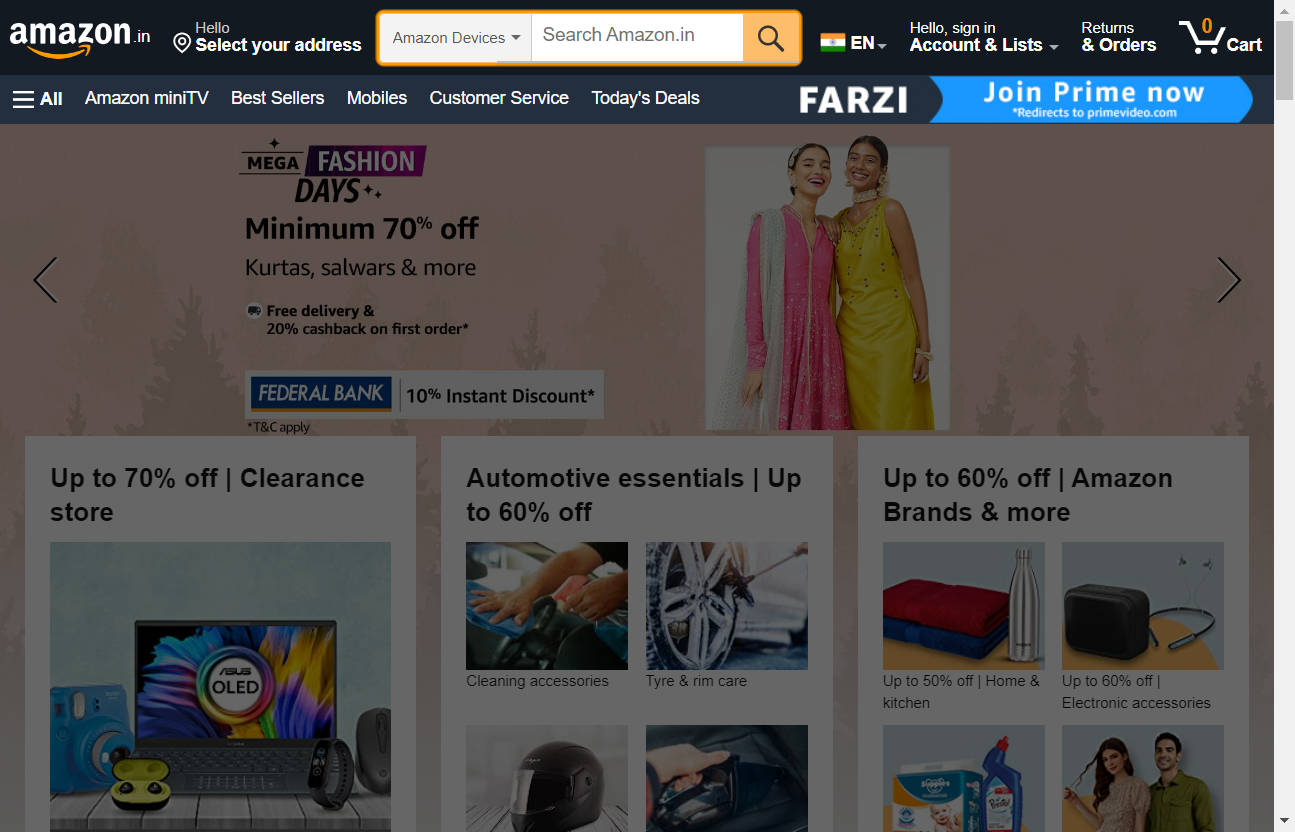 amazon.in
Hello
Select your address
Amazon Devices
Search Amazon.in
EN
Hello, sign in
Account & Lists
Returns
& Orders
0
Cart
All
Amazon miniTV
Best Sellers
Mobiles
Customer Service
Today's Deals
FARZI
Join Prime now
*Redirects to primevideo.com
MEGA FASHION
DAYS
Minimum 70% off
Kurtas, salwars & more
Free delivery &
20% cashback on first order*
FEDERAL BANK
10% Instant Discount*
*T&C apply
Up to 70% off | Clearance
store
ASUS
OLED
Automotive essentials | Up
to 60% off
Cleaning accessories
Tyre & rim care
Up to 60% off | Amazon
Brands & more
Up to 50% off | Home &
kitchen
Up to 60% off |
Electronic accessories